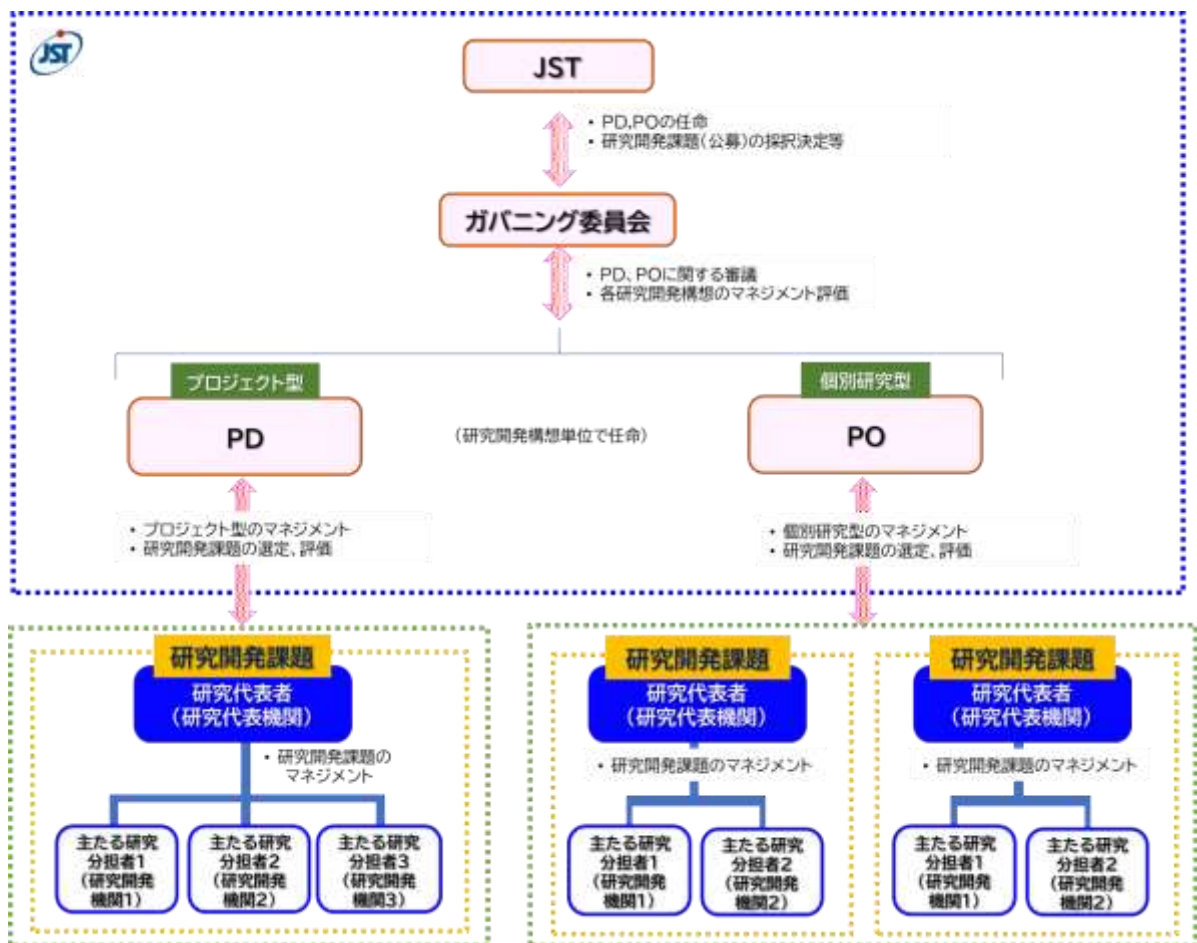 JST
JST
• PD,POの任命
• 研究開発課題(公募)の採択決定等
ガバニング委員会
• PD、POに関する審議
• 各研究開発構想のマネジメント評価
プロジェクト型
PD
(研究開発構想単位で任命)
個別研究型
PO
• プロジェクト型のマネジメント
• 研究開発課題の選定、評価
• 個別研究型のマネジメント
• 研究開発課題の選定、評価
研究開発課題
研究代表者
(研究代表機関)
• 研究開発課題の
マネジメント
主たる研究
分担者1
(研究開発
機関1)
主たる研究
分担者2
(研究開発
機関2)
主たる研究
分担者3
(研究開発
機関3)
研究開発課題
研究代表者
(研究代表機関)
• 研究開発課題のマネジメント
主たる研究
分担者1
(研究開発
機関1)
主たる研究
分担者2
(研究開発
機関2)
研究開発課題
研究代表者
(研究代表機関)
• 研究開発課題のマネジメント
主たる研究
分担者1
(研究開発
機関1)
主たる研究
分担者2
(研究開発
機関2)